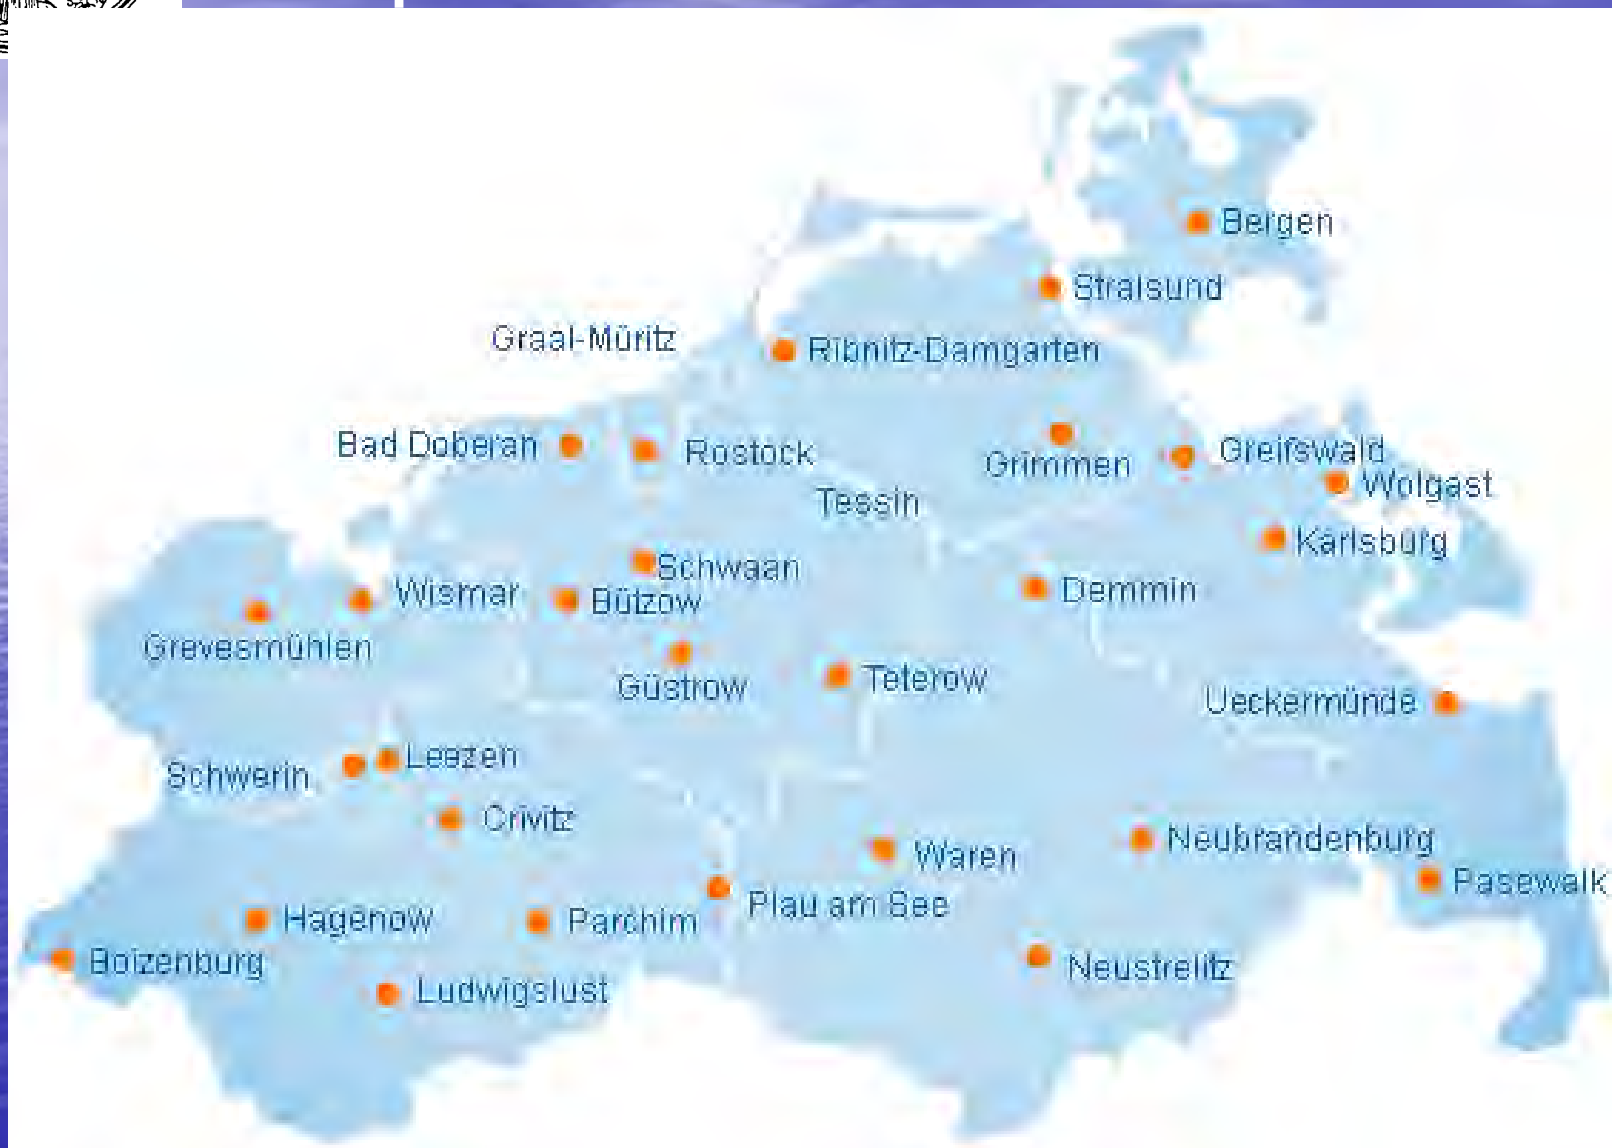 Bergen
Stralsund
Graal-Müritz
Ribnitz-Damgarten
Bad Doberan
Rostock
Grimmen
Greifswald
Wolgast
Tessin
Karlsburg
Schwaan
Demmin
Wismar
Bützow
Grevesmühlen
Güstrow
Teterow
Ueckermünde
Leezen
Schwerin
Crivitz
Neubrandenburg
Waren
Pasewalk
Plau am See
Hagenow
Parchim
Boizenburg
Neustrelitz
Ludwigslust